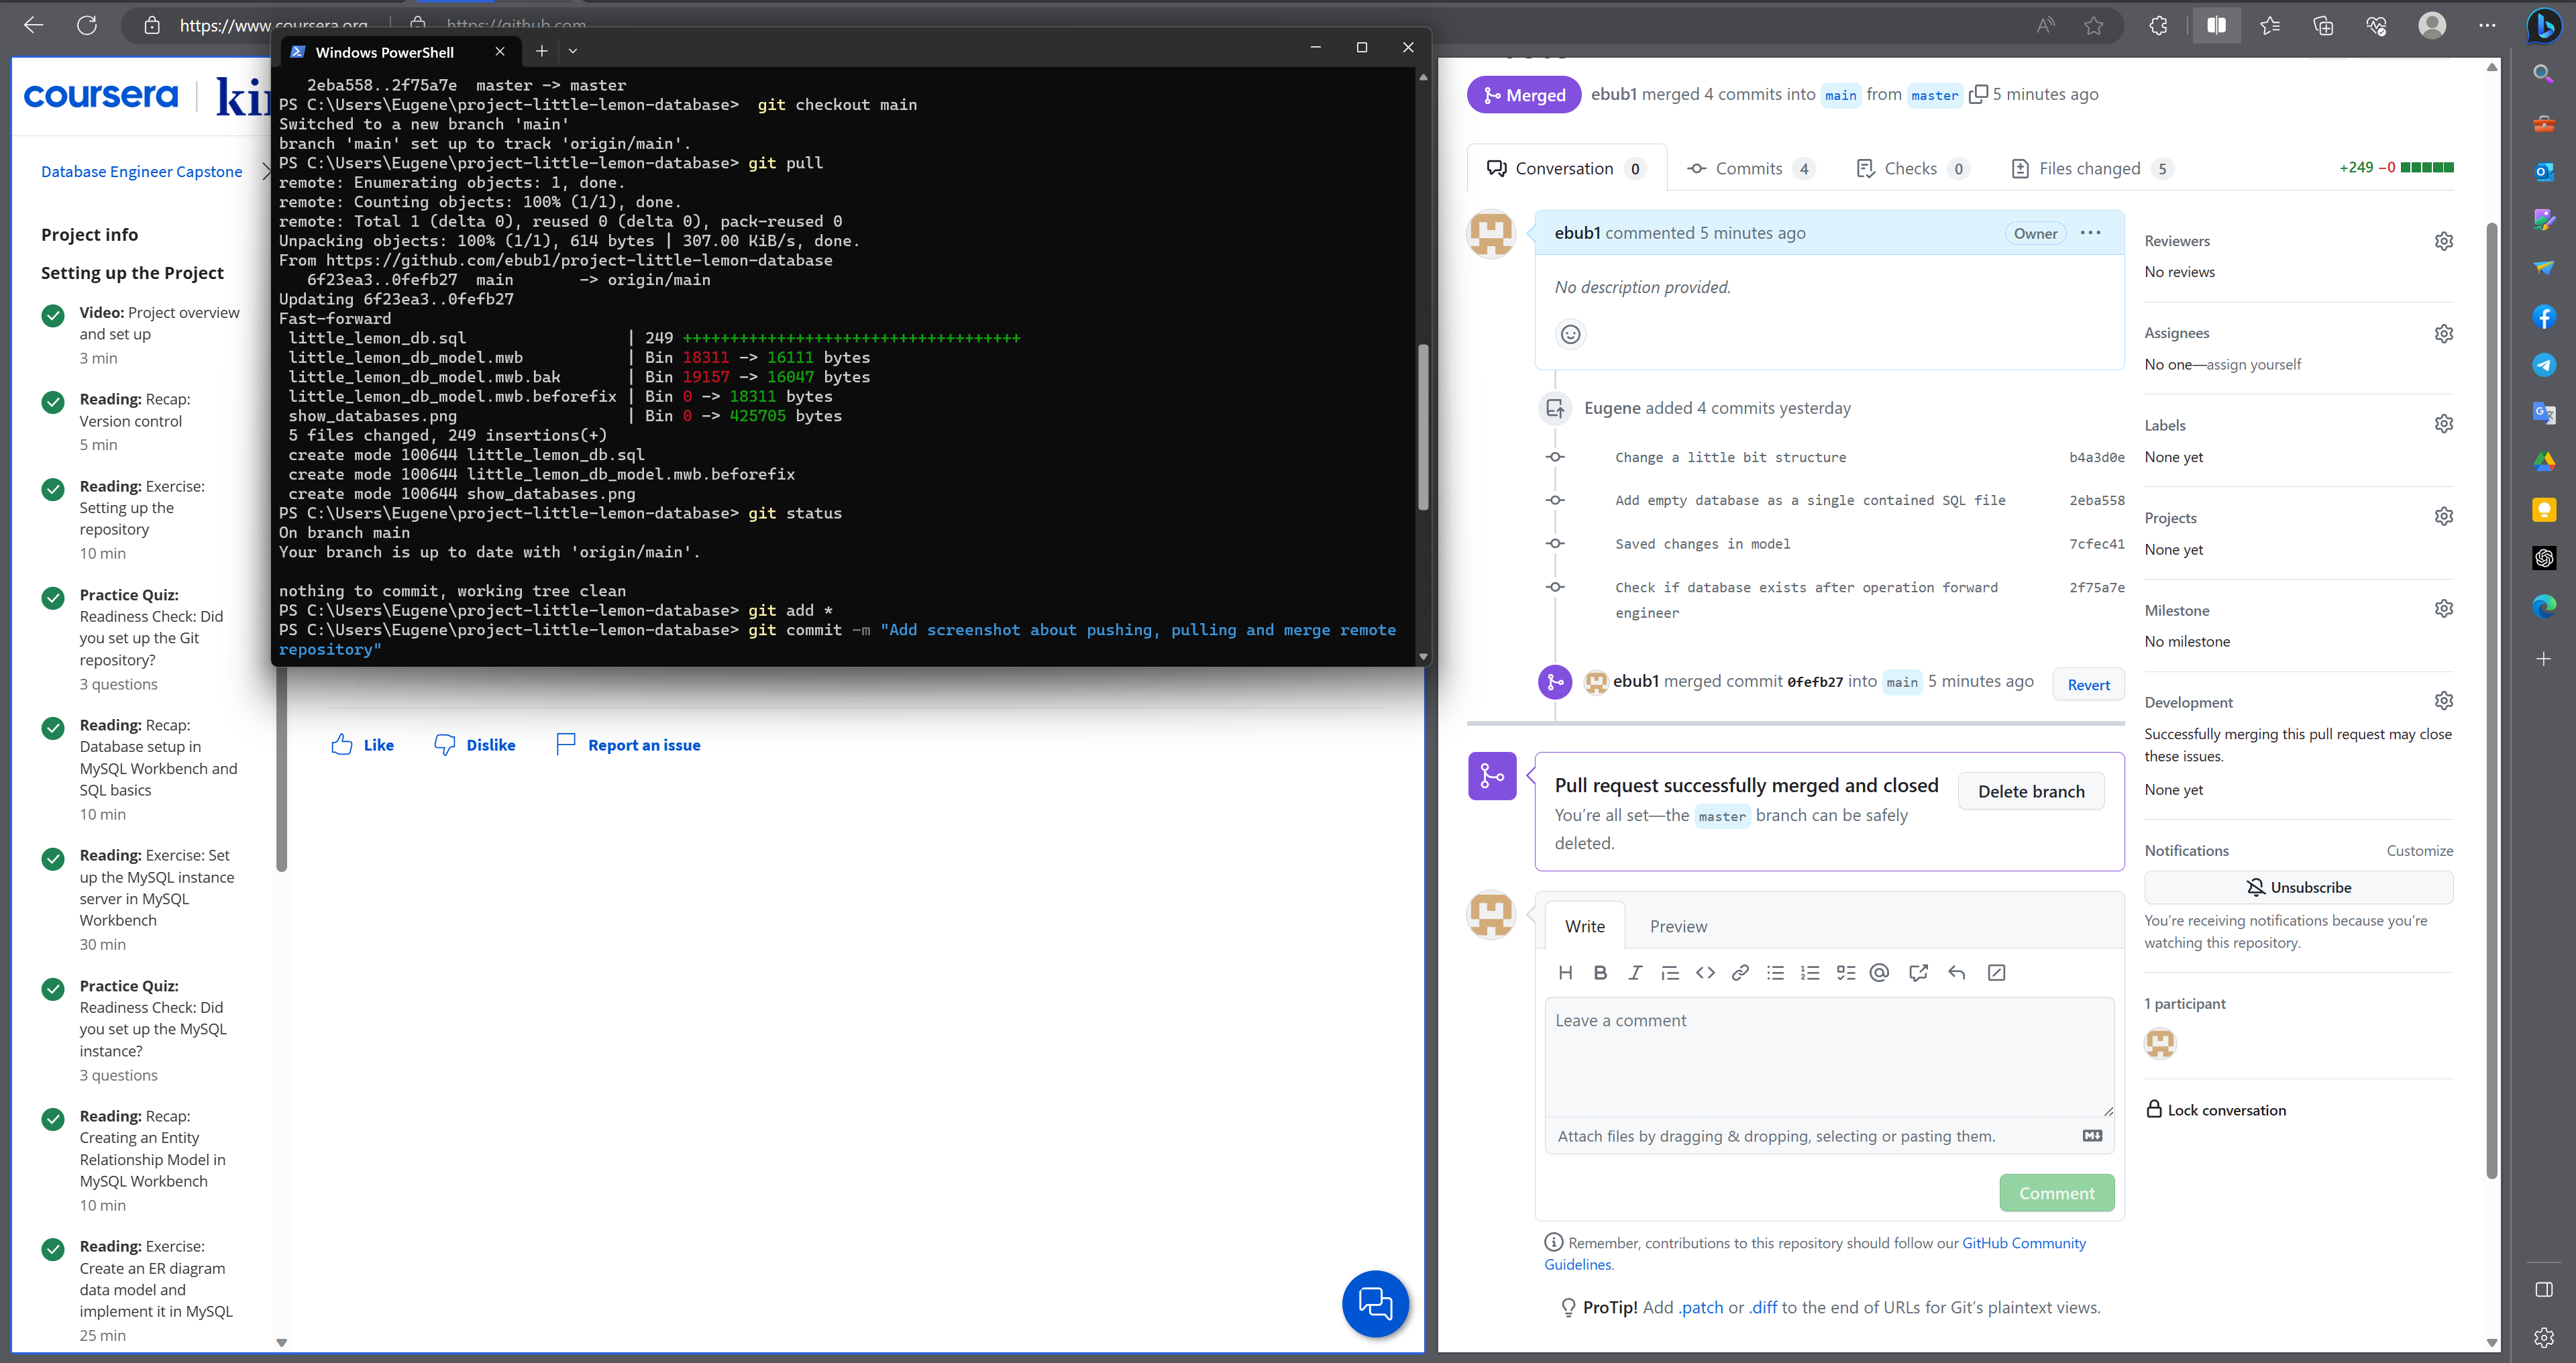 https://www.coursera.org
https://github.com
Windows PowerShell
2eba558..2f75a7e  master -> master
PS C:\Users\Eugene\project-little-lemon-database>  git checkout main
Switched to a new branch 'main'
branch 'main' set up to track 'origin/main'.
PS C:\Users\Eugene\project-little-lemon-database> git pull
remote: Enumerating objects: 1, done.
remote: Counting objects: 100% (1/1), done.
remote: Total 1 (delta 0), reused 0 (delta 0), pack-reused 0
Unpacking objects: 100% (1/1), 614 bytes | 307.00 KiB/s, done.
From https://github.com/ebub1/project-little-lemon-database
6f23ea3..0fefb27  main       -> origin/main
Updating 6f23ea3..0fefb27
Fast-forward
little_lemon_db.sql                 | 249 ++++++++++++++++++++++++++++++++++++
little_lemon_db_model.mwb           | Bin 18311 -> 16111 bytes
little_lemon_db_model.mwb.bak       | Bin 19157 -> 16047 bytes
little_lemon_db_model.mwb.beforefix | Bin 0 -> 18311 bytes
show_databases.png                  | Bin 0 -> 425705 bytes
5 files changed, 249 insertions(+)
create mode 100644 little_lemon_db.sql
create mode 100644 little_lemon_db_model.mwb.beforefix
create mode 100644 show_databases.png
PS C:\Users\Eugene\project-little-lemon-database> git status
On branch main
Your branch is up to date with 'origin/main'.
nothing to commit, working tree clean
PS C:\Users\Eugene\project-little-lemon-database> git add *
PS C:\Users\Eugene\project-little-lemon-database> git commit -m "Add screenshot about pushing, pulling and merge remote
repository"
coursera
Database Engineer Capstone
Project info
Setting up the Project
Video: Project overview
and set up
3 min
Reading: Recap:
Version control
5 min
Reading: Exercise:
Setting up the
repository
10 min
Practice Quiz:
Readiness Check: Did
you set up the Git
repository?
3 questions
Reading: Recap:
Database setup in
MySQL Workbench and
SQL basics
10 min
Reading: Exercise: Set
up the MySQL instance
server in MySQL
Workbench
30 min
Practice Quiz:
Readiness Check: Did
you set up the MySQL
instance?
3 questions
Reading: Recap:
Creating an Entity
Relationship Model in
MySQL Workbench
10 min
Reading: Exercise:
Create an ER diagram
data model and
implement it in MySQL
25 min
Like
Dislike
Report an issue
Merged
ebub1 merged 4 commits into main from master 5 minutes ago
Conversation 0
Commits 4
Checks 0
Files changed 5
+249 −0
ebub1 commented 5 minutes ago
Owner
No description provided.
Eugene added 4 commits yesterday
Change a little bit structure b4a3d0e
Add empty database as a single contained SQL file 2eba558
Saved changes in model 7cfec41
Check if database exists after operation forward 2f75a7e
engineer
ebub1 merged commit 0fefb27 into main 5 minutes ago
Revert
Pull request successfully merged and closed
You're all set—the master branch can be safely
deleted.
Delete branch
Write
Preview
Leave a comment
Attach files by dragging & dropping, selecting or pasting them.
Comment
Remember, contributions to this repository should follow our GitHub Community
Guidelines.
ProTip! Add .patch or .diff to the end of URLs for Git's plaintext views.
Reviewers
No reviews
Assignees
No one—assign yourself
Labels
None yet
Projects
None yet
Milestone
No milestone
Development
Successfully merging this pull request may close
these issues.
None yet
Notifications
Customize
Unsubscribe
You're receiving notifications because you're
watching this repository.
1 participant
Lock conversation